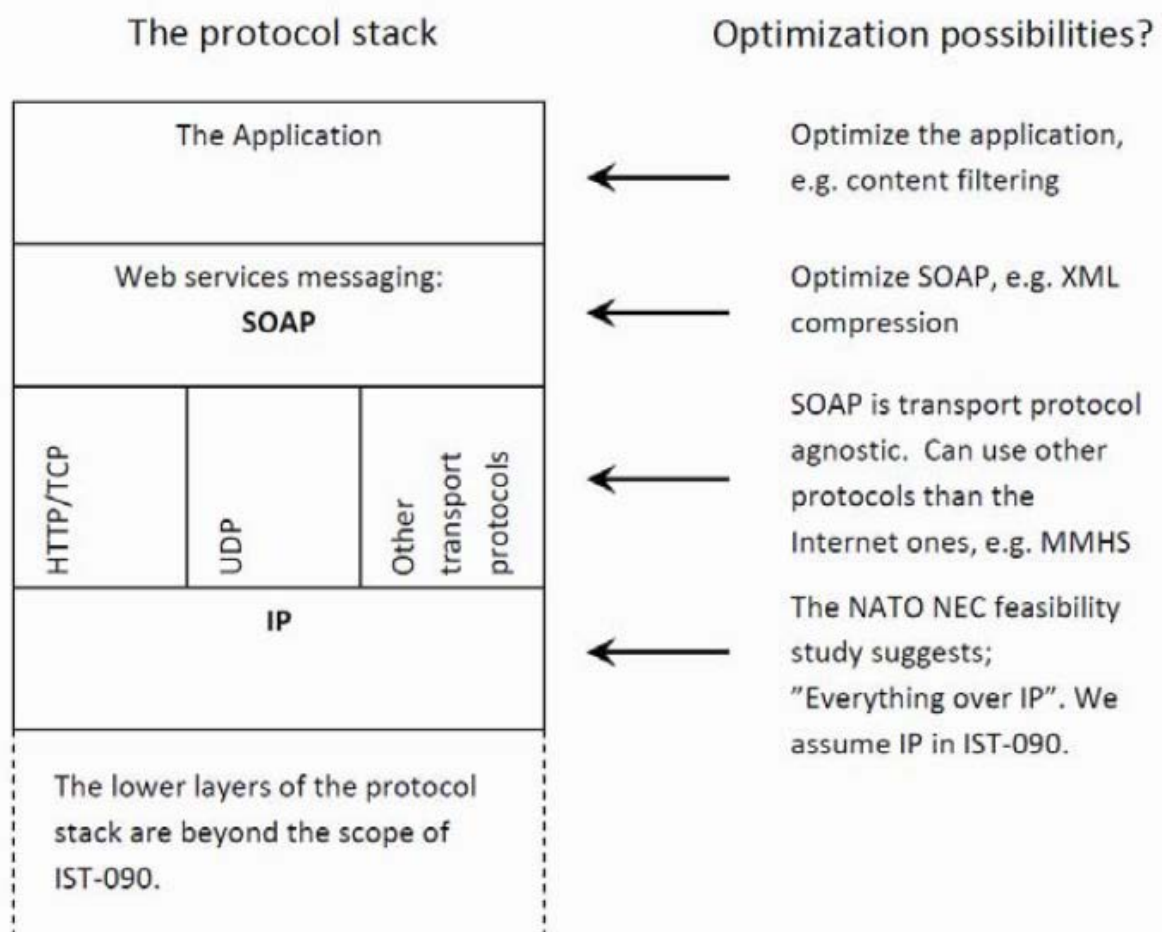 The protocol stack
Optimization possibilities?
The Application
Optimize the application,
e.g. content filtering
Web services messaging:
SOAP
Optimize SOAP, e.g. XML
compression
HTTP/TCP
UDP
Other
transport
protocols
SOAP is transport protocol
agnostic.  Can use other
protocols than the
Internet ones, e.g. MMHS
IP
The NATO NEC feasibility
study suggests;
”Everything over IP”. We
assume IP in IST-090.
The lower layers of the protocol
stack are beyond the scope of
IST-090.